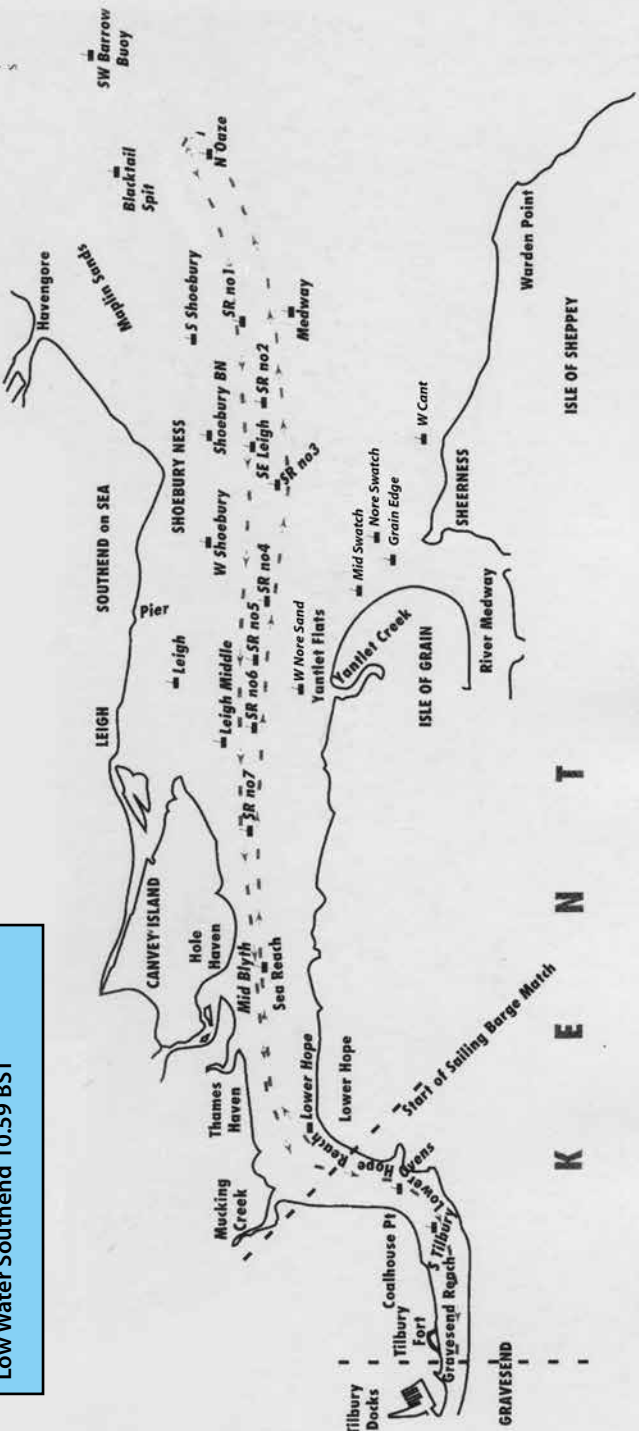 Low Water Southend 10.59 BST
SW Barrow
Buoy
Blacktail
Spit
N Oaze
Havengore
Maplin Sands
S Shoebury
SR no1
Medway
Warden Point
ISLE OF SHEPPEY
SHOEBURY NESS
Shoebury BN
SE Leigh
SR no2
SR no3
W Cant
SHEERNESS
SOUTHEND on SEA
Pier
W Shoebury
SR no4
Mid Swatch
Nore Swatch
Grain Edge
LEIGH
Leigh
Leigh Middle
SR no6
SR no5
W Nore Sand
Yantlet Flats
Yantlet Creek
ISLE OF GRAIN
River Medway
SR no7
CANVEY ISLAND
Hole
Haven
Mid Blyth
Sea Reach
Thames
Haven
Lower Hope
Lower Hope
Start of Sailing Barge Match
Mucking
Creek
Hope
Reach
Lower Ovens
Coalhouse Pt
S Tilbury
Tilbury
Fort
Gravesend Reach
Tilbury
Docks
GRAVESEND
K E N T